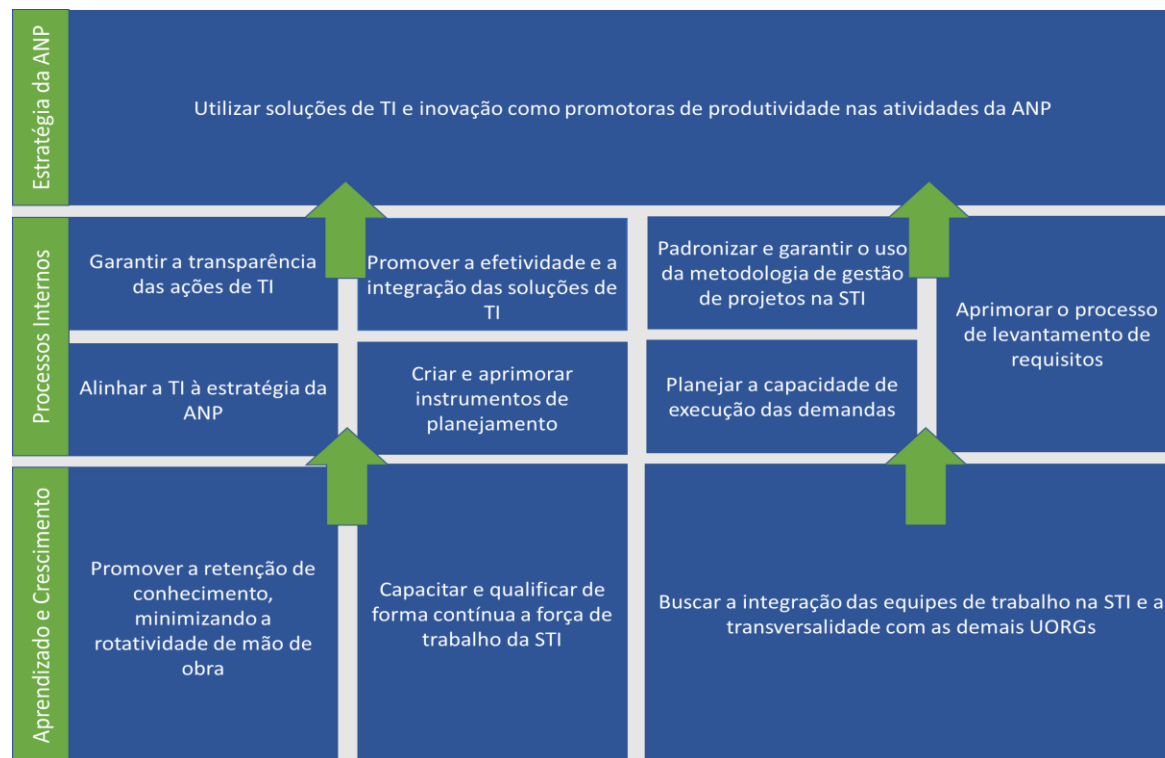 Estratégia da ANP
Utilizar soluções de TI e inovação como promotoras de produtividade nas atividades da ANP
Processos Internos
Garantir a transparência
das ações de TI
Promover a efetividade e a
integração das soluções de
TI
Padronizar e garantir o uso
da metodologia de gestão
de projetos na STI
Aprimorar o processo
de levantamento de
requisitos
Alinhar a TI à estratégia da
ANP
Criar e aprimorar
instrumentos de
planejamento
Planejar a capacidade de
execução das demandas
Aprendizado e Crescimento
Promover a retenção de
conhecimento,
minimizando a
rotatividade de mão de
obra
Capacitar e qualificar de
forma contínua a força de
trabalho da STI
Buscar a integração das equipes de trabalho na STI e a
transversalidade com as demais UORGs